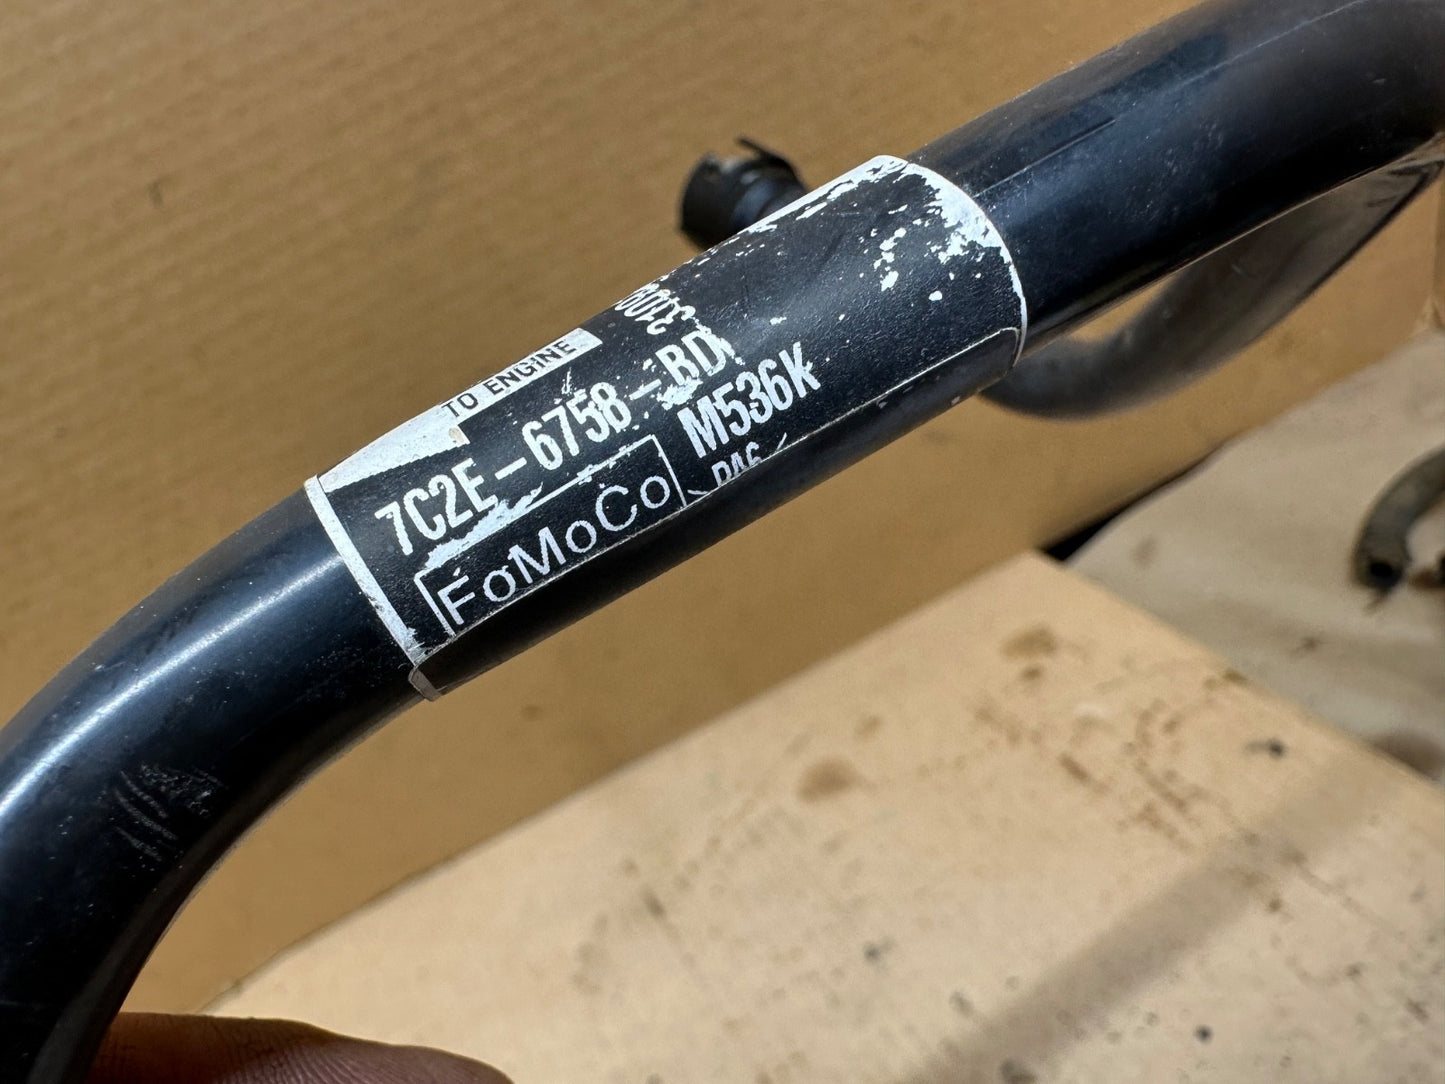 TO ENGINE
7C2E-6758-BD
M536K
FoMoCo